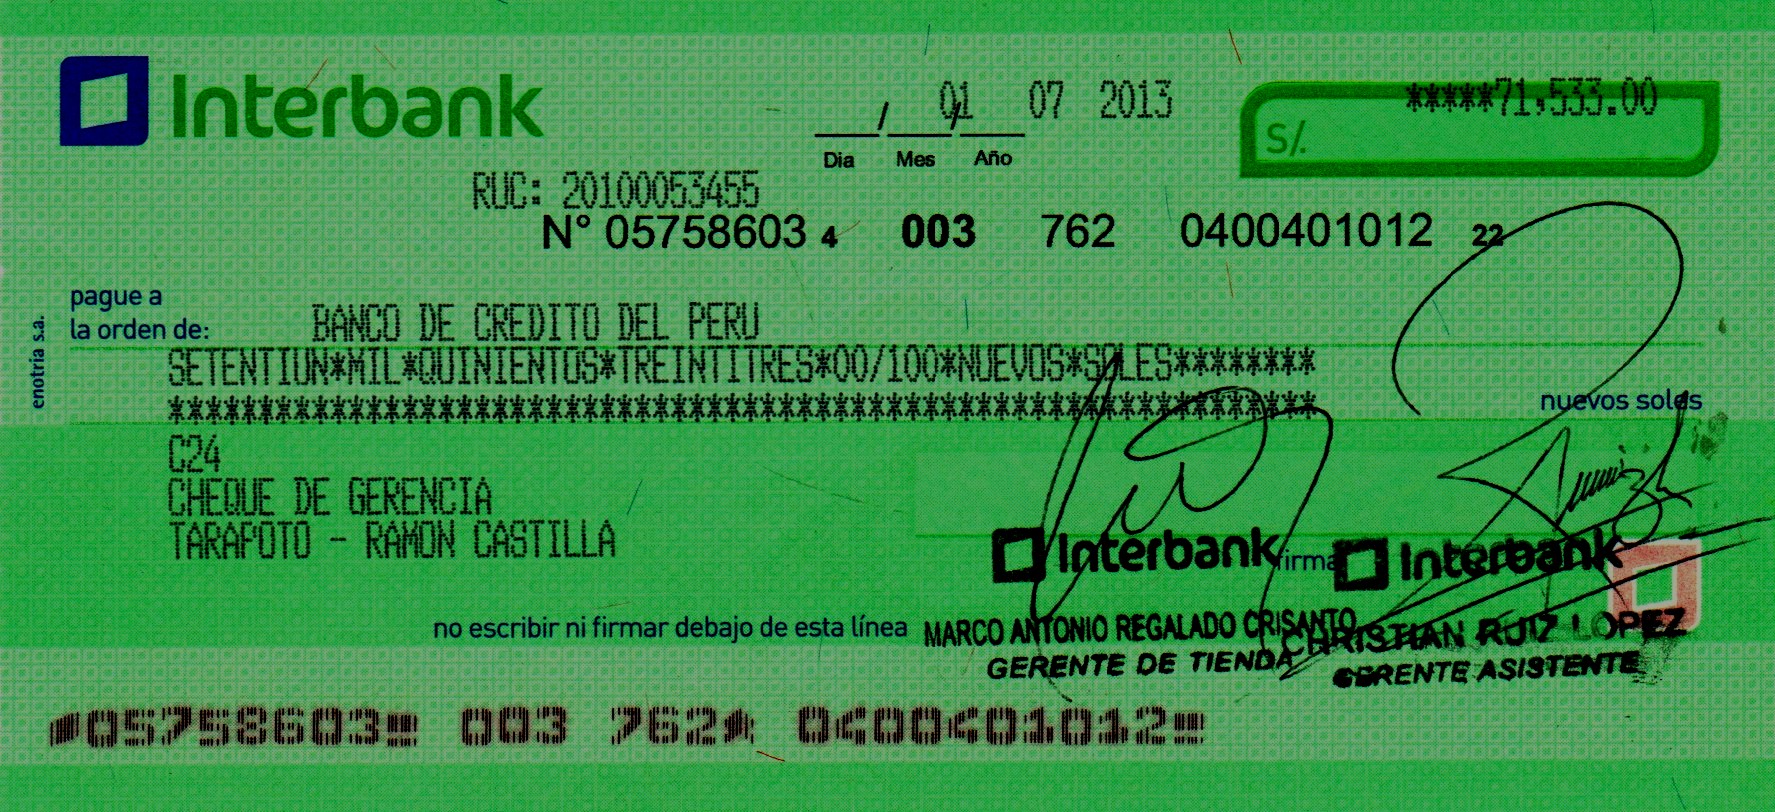 Interbank
01 07 2013
*****71,533.00
S/.
/ /
Dia Mes Año
RUC: 20100053455
N° 05758603 4 003 762 0400401012 22
pague a
la orden de: BANCO DE CREDITO DEL PERU
SETENTIUN*MIL*QUINIENTOS*TREINTITRES*00/100*NUEVOS*SOLES********
****************************************************************
nuevos soles
enotria s.a.
C24
CHEQUE DE GERENCIA
TARAPOTO - RAMON CASTILLA
Interbank firma Interbank
no escribir ni firmar debajo de esta línea
MARCO ANTONIO REGALADO CRISANTO
GERENTE DE TIENDA
CHRISTIAN RUIZ LOPEZ
GERENTE ASISTENTE
05758603 003 762 0400401012